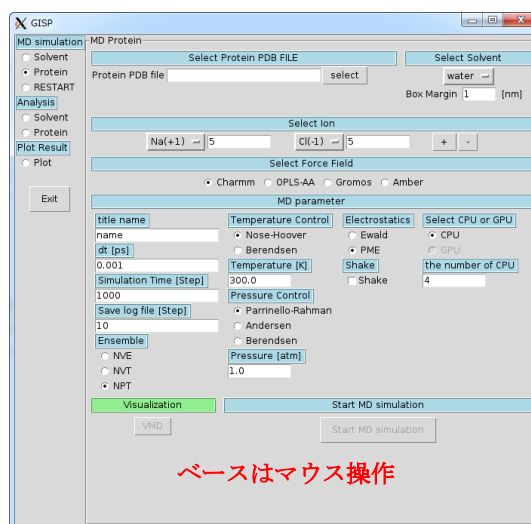 GISP
MD simulation
Solvent
Protein
RESTART
Analysis
Solvent
Protein
Plot Result
Plot
Exit
MD Protein
Select Protein PDB FILE
Select Solvent
Protein PDB file
select
water
Box Margin 1 [nm]
Select Ion
Na(+1) 5 Cl(-1) 5 + -
Select Force Field
Charmm OPLS-AA Gromos Amber
MD parameter
title name
name
dt [ps]
0.001
Simulation Time [Step]
1000
Save log file [Step]
10
Ensemble
NVE
NVT
NPT
Temperature Control
Nose-Hoover
Berendsen
Temperature [K]
300.0
Pressure Control
Parrinello-Rahman
Andersen
Berendsen
Pressure [atm]
1.0
Electrostatics
Ewald
PME
Shake
Shake
Select CPU or GPU
CPU
GPU
the number of CPU
4
Visualization
VMD
Start MD simulation
Start MD simulation
ベースはマウス操作